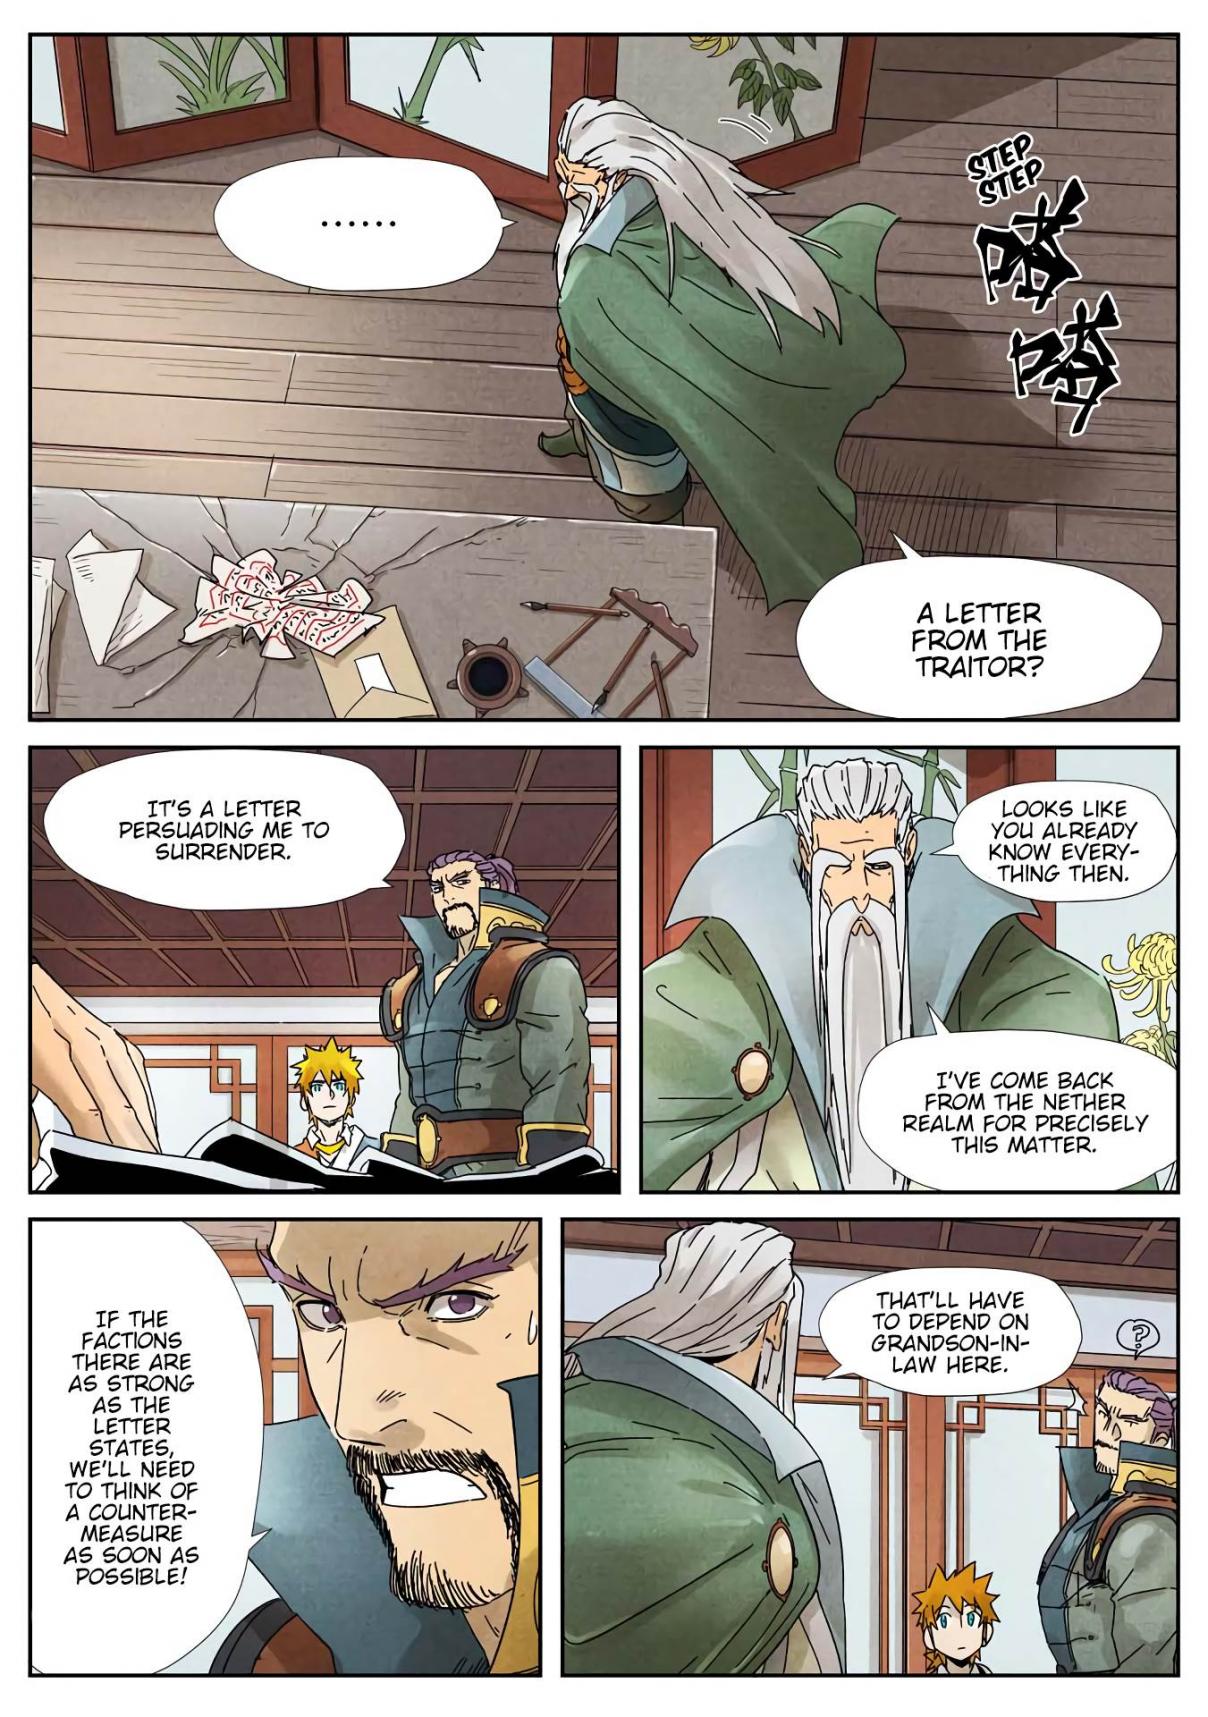 ......
STEP
STEP
踏
踏
A LETTER
FROM THE
TRAITOR?
IT'S A LETTER
PERSUADING ME TO
SURRENDER.
LOOKS LIKE
YOU ALREADY
KNOW EVERY-
THING THEN.
I'VE COME BACK
FROM THE NETHER
REALM FOR PRECISELY
THIS MATTER.
IF THE
FACTIONS
THERE ARE
AS STRONG
AS THE
LETTER
STATES,
WE'LL NEED
TO THINK OF
A COUNTER-
MEASURE
AS SOON AS
POSSIBLE!
THAT'LL HAVE
TO DEPEND ON
GRANDSON-IN-
LAW HERE.
?